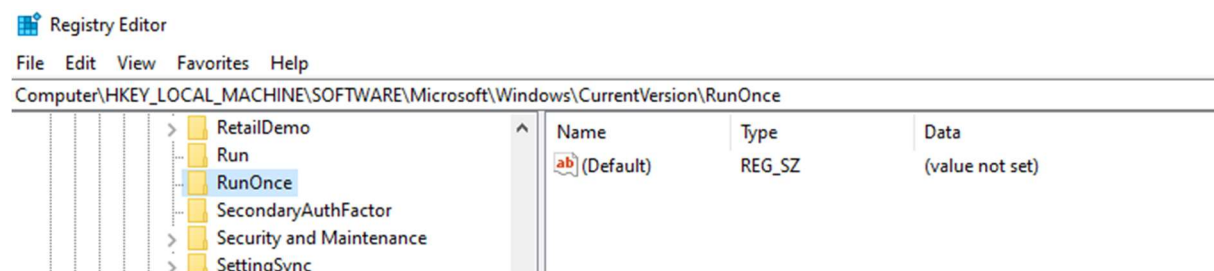 Registry Editor
File Edit View Favorites Help
Computer\HKEY_LOCAL_MACHINE\SOFTWARE\Microsoft\Windows\CurrentVersion\RunOnce
RetailDemo
Run
RunOnce
SecondaryAuthFactor
Security and Maintenance
SettingSync
Name Type Data
ab (Default) REG_SZ (value not set)